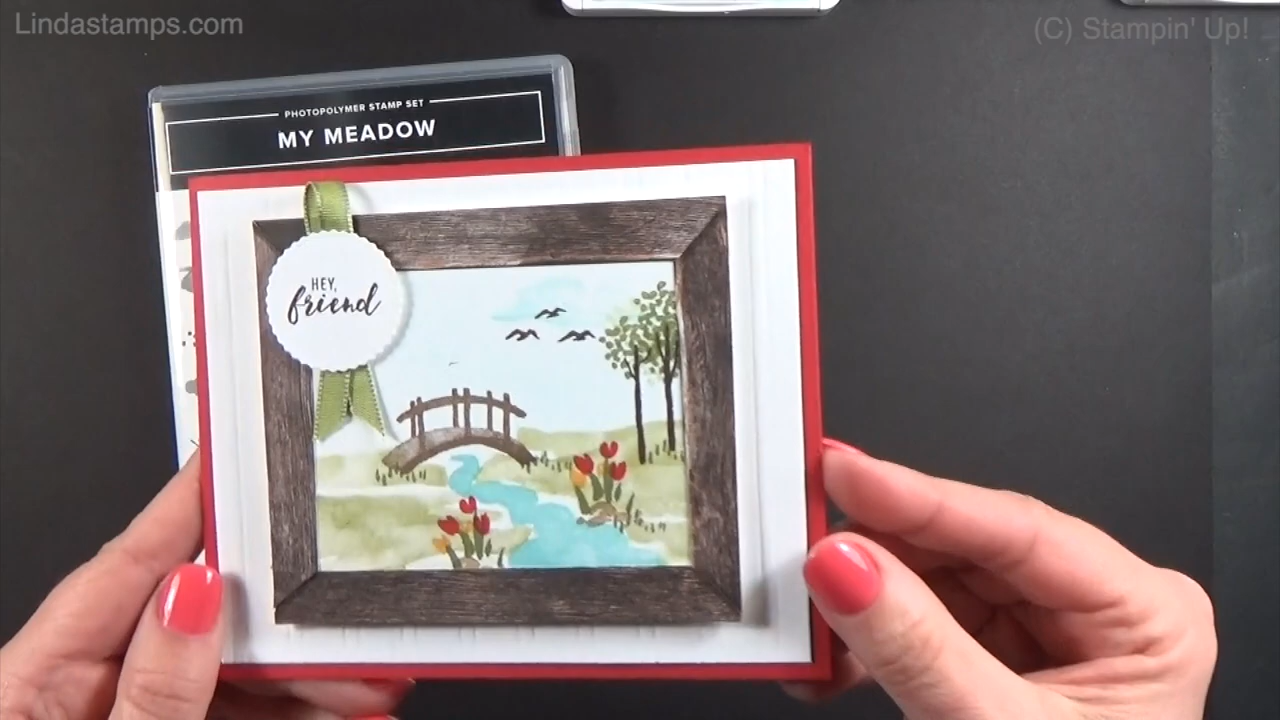 Lindastamps.com
(C) Stampin' Up!
PHOTOPOLYMER STAMP SET
MY MEADOW
HEY,
friend